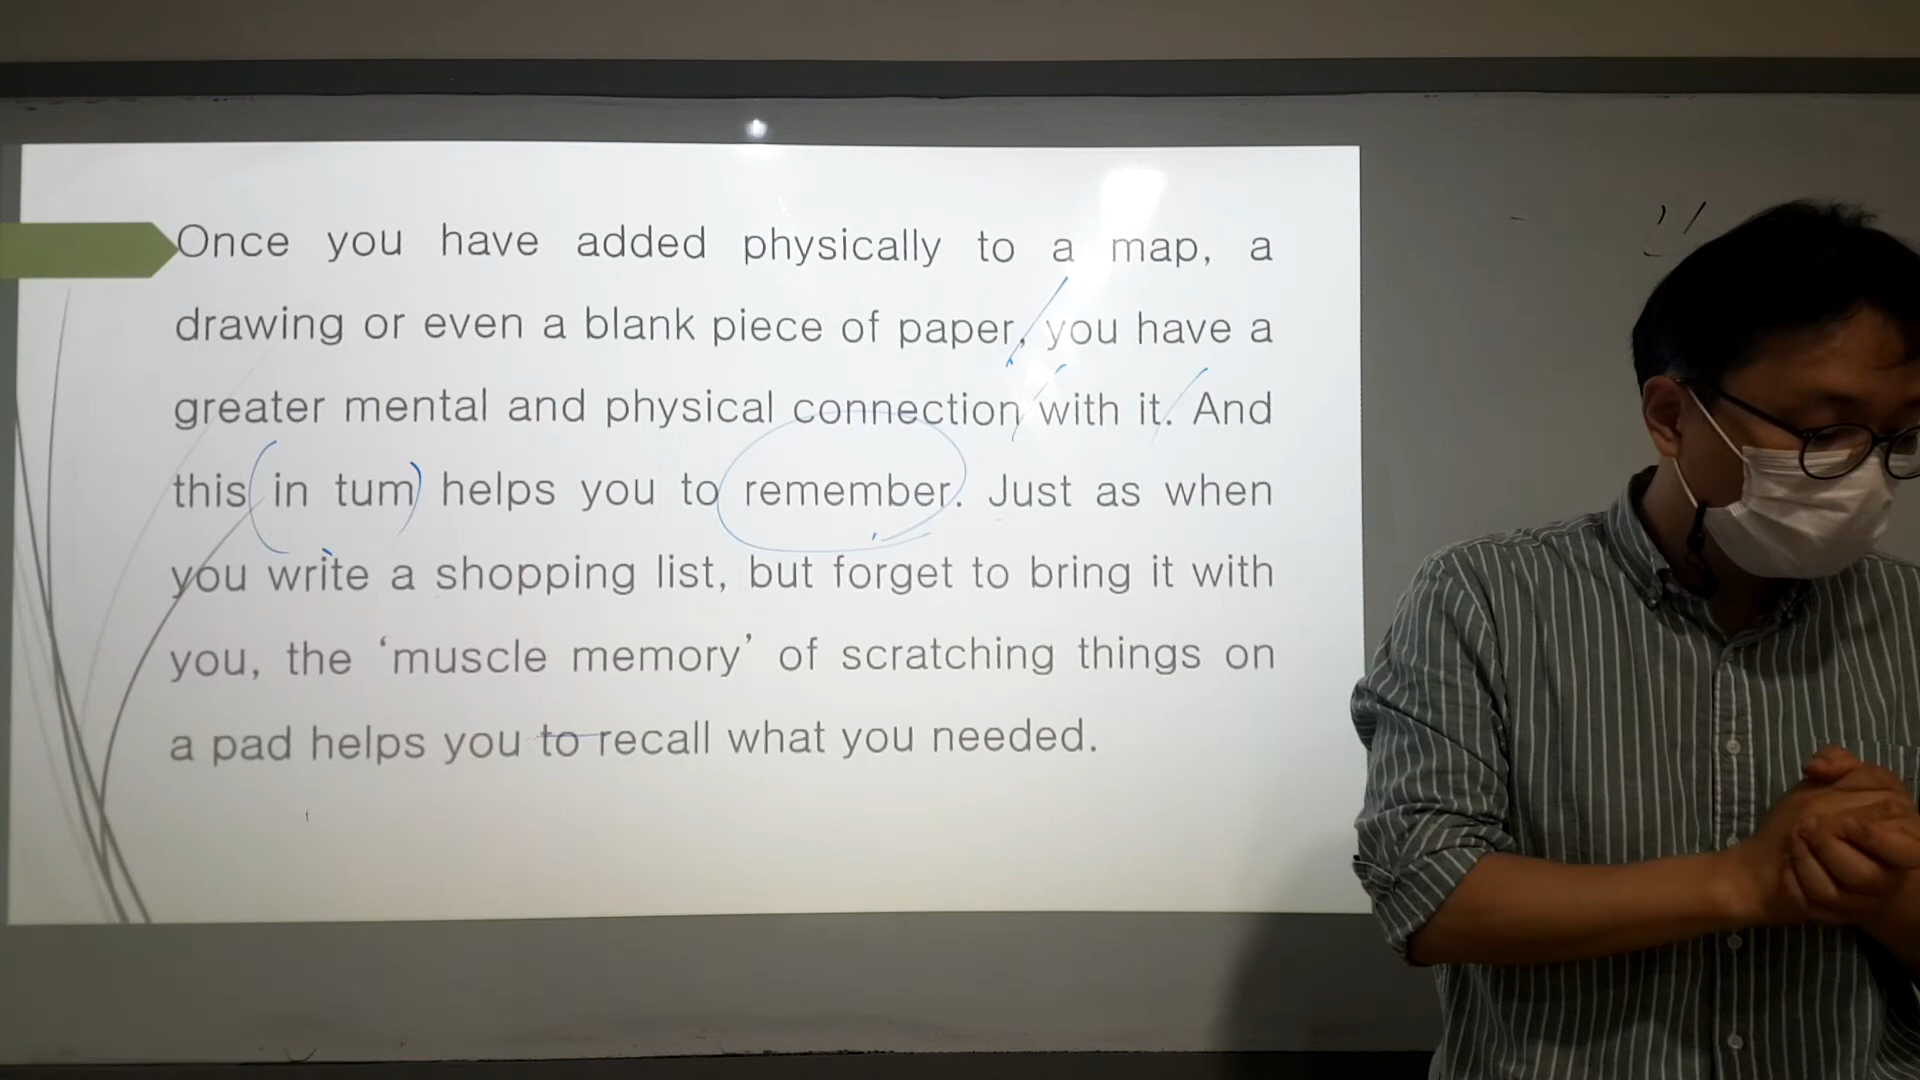 Once you have added physically to a map, a
drawing or even a blank piece of paper, you have a
greater mental and physical connection with it. And
this in tum helps you to remember. Just as when
you write a shopping list, but forget to bring it with
you, the ‘muscle memory’ of scratching things on
a pad helps you to recall what you needed.